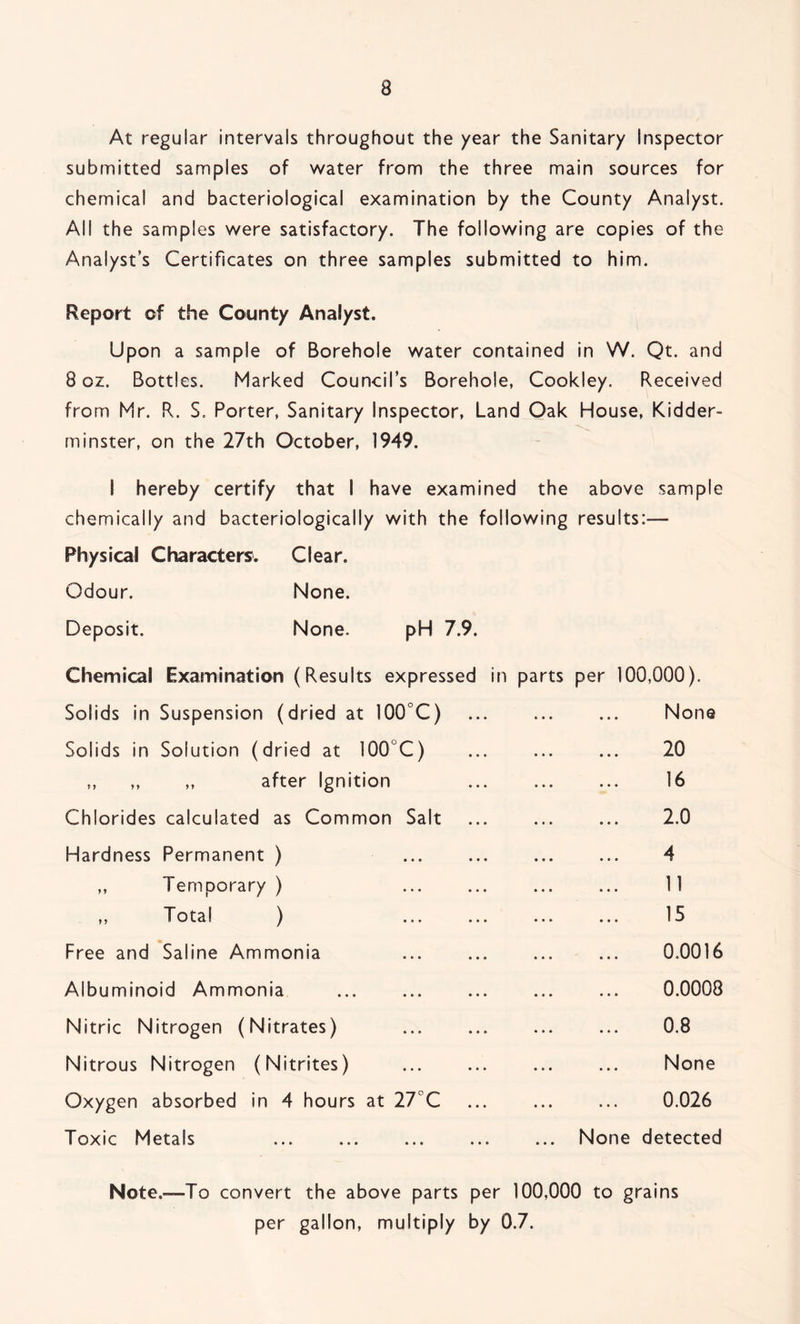 8
At regular intervals throughout the year the Sanitary Inspector
submitted samples of water from the three main sources for
chemical and bacteriological examination by the County Analyst.
All the samples were satisfactory. The following are copies of the
Analyst's Certificates on three samples submitted to him.
Report of the County Analyst.
Upon a sample of Borehole water contained in W. Qt. and
8 oz. Bottles. Marked Council's Borehole, Cookley. Received
from Mr. R. S. Porter, Sanitary Inspector, Land Oak House, Kidder-
minster, on the 27th October, 1949.
I hereby certify that I have examined the above sample
chemically and bacteriologically with the following results:—
Physical Characters. Clear.
Odour. None.
Deposit. None. pH 7.9.
Chemical Examination (Results expressed in parts per 100,000).
Solids in Suspension (dried at 100°C) ... ... ... None
Solids in Solution (dried at 100°C) ... ... ... 20
,, ,, ,, after Ignition ... ... ... 16
Chlorides calculated as Common Salt ... ... ... 2.0
Hardness Permanent ) ... ... ... ... 4
,, Temporary ) ... ... ... ... 11
,, Total ) ... ... ... ... 15
Free and Saline Ammonia ... ... ... ... 0.0016
Albuminoid Ammonia ... ... ... ... ... 0.0008
Nitric Nitrogen (Nitrates) ... ... ... ... 0.8
Nitrous Nitrogen (Nitrites) ... ... ... ... None
Oxygen absorbed in 4 hours at 27°C ... ... ... 0.026
Toxic Metals ... ... ... ... ... None detected
Note.—To convert the above parts per 100,000 to grains
per gallon, multiply by 0.7.